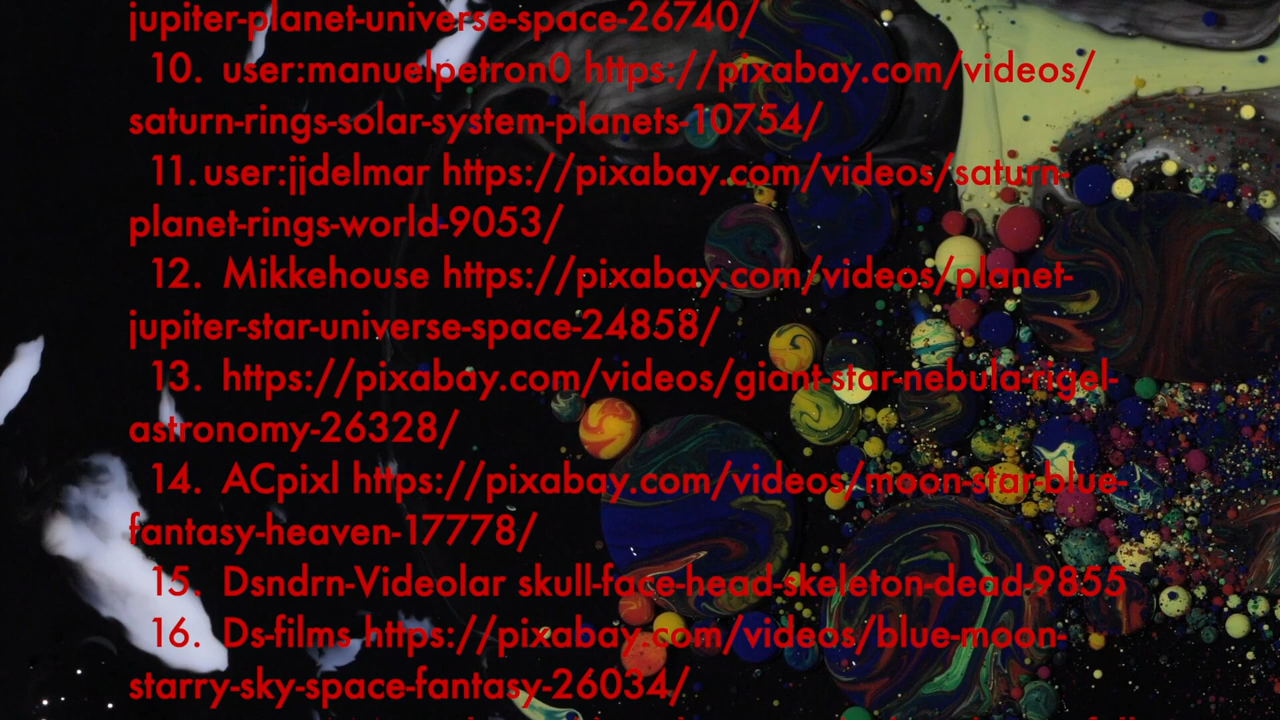 jupiter-planet-universe-space-26740/
10. user:manuelpetron0 https://pixabay.com/videos/
saturn-rings-solar-system-planets-10754/
11. user:jjdelmar https://pixabay.com/videos/saturn-
planet-rings-world-9053/
12. Mikkehouse https://pixabay.com/videos/planet-
jupiter-star-universe-space-24858/
13. https://pixabay.com/videos/giant-star-nebula-rigel-
astronomy-26328/
14. ACpixl https://pixabay.com/videos/moon-star-blue-
fantasy-heaven-17778/
15. Dsndrn-Videolar skull-face-head-skeleton-dead-9855
16. Ds-films https://pixabay.com/videos/blue-moon-
starry-sky-space-fantasy-26034/